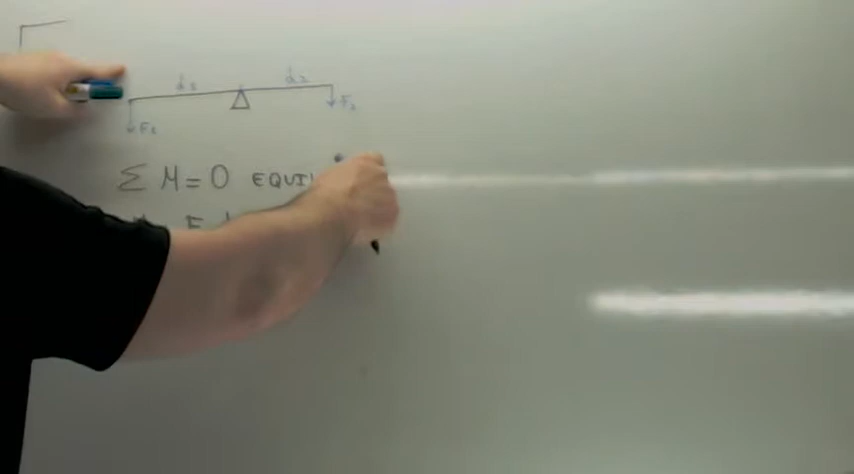 d₁ d₂
F₁ F₂
Σ M = 0 EQUI